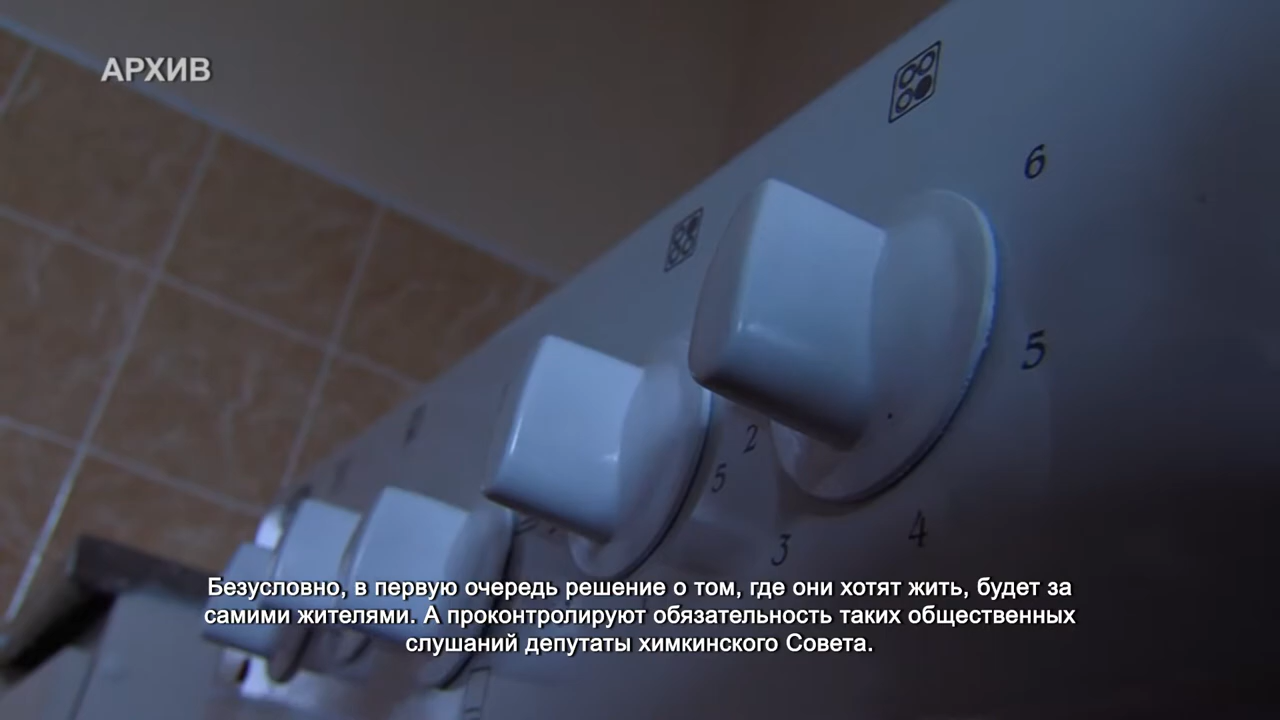 АРХИВ
6
5
2
5
3
4
Безусловно, в первую очередь решение о том, где они хотят жить, будет за
самими жителями. А проконтролируют обязательность таких общественных
слушаний депутаты химкинского Совета.